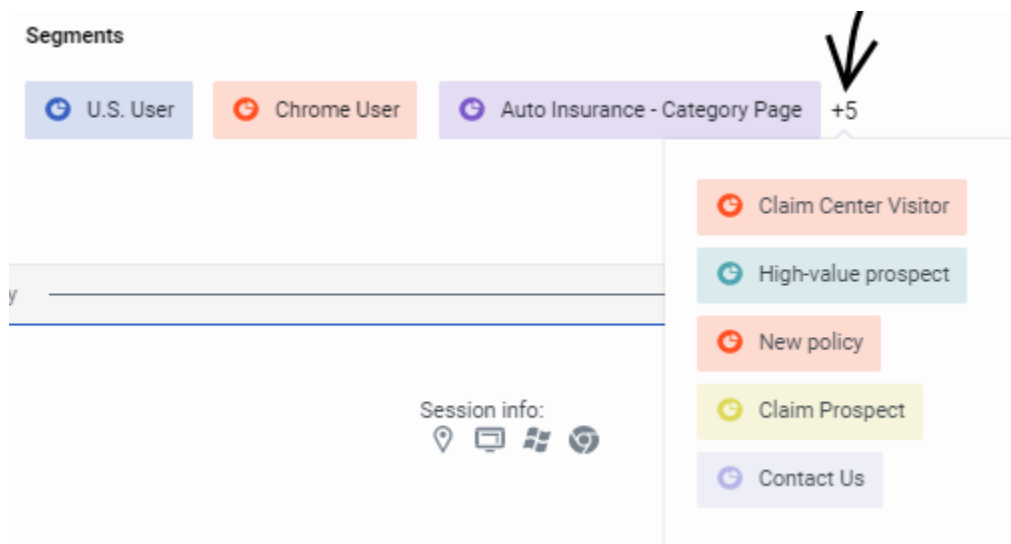 Segments
U.S. User
Chrome User
Auto Insurance - Category Page
+5
Claim Center Visitor
High-value prospect
y
New policy
Claim Prospect
Session info:
Contact Us